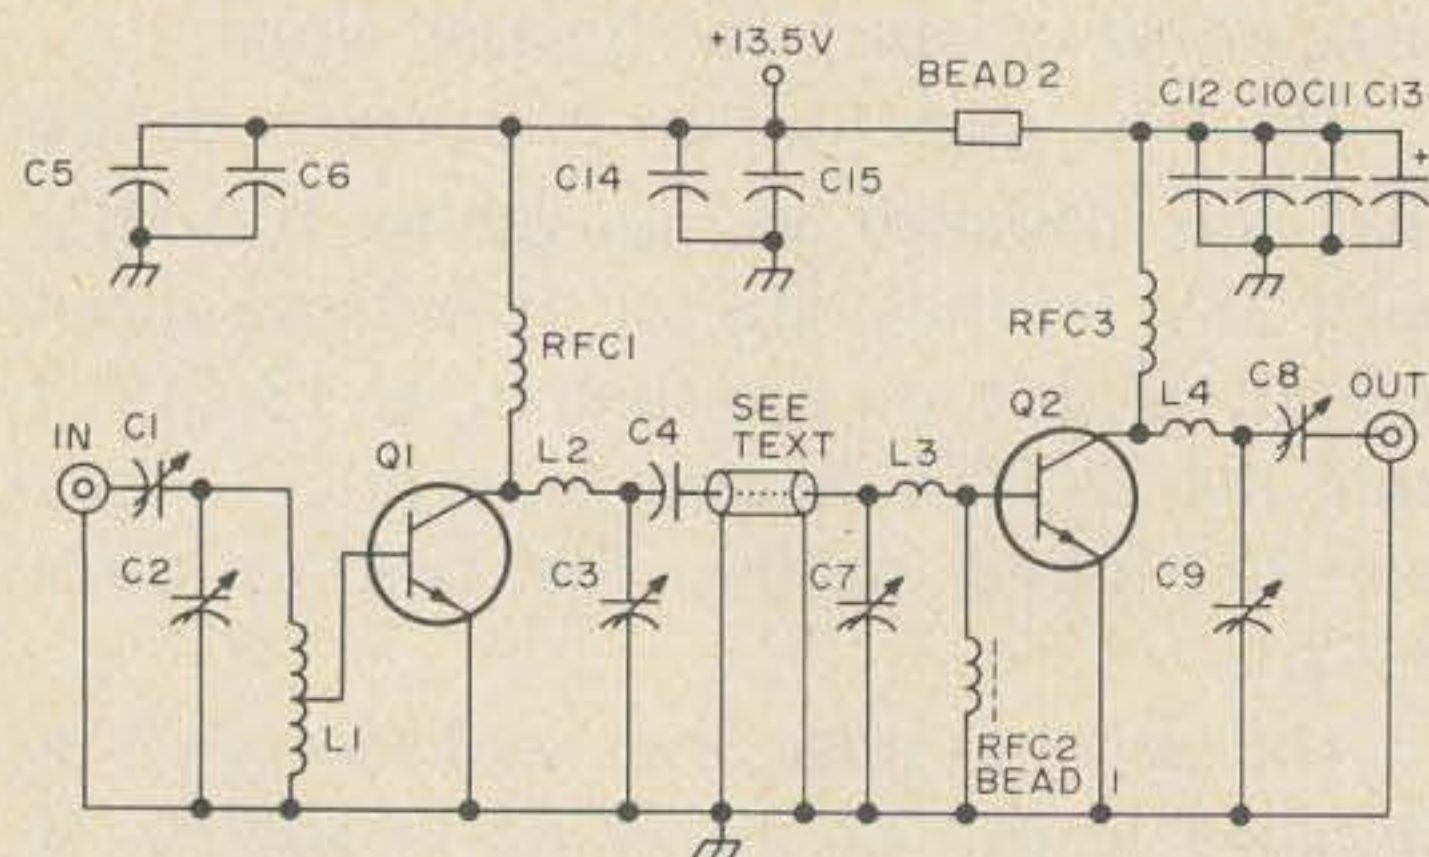 +13.5V
BEAD 2
C12 C10 C11 C13
+
C5
C6
C14
C15
RFC1
RFC3
SEE
TEXT
C8
OUT
IN
C1
Q1
L2
C4
L3
Q2
L4
C2
C3
C7
C9
L1
RFC2
BEAD 1